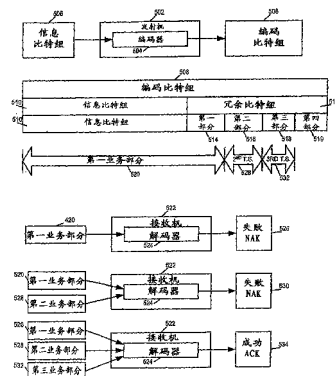 506
502
508
信息
比特组
发射机
编码器
504
编码
比特组
508
编码比特组
信息比特组
冗余比特组
510
信息比特组
第一部分
第二部分
第三部分
第四部分
514
516
518
519
第一业务部分
520
528
3RD T.S.
532
420
第一业务部分
522
接收机
解码器
524
失败
NAK
526
520
第一业务部分
528
第二业务部分
522
接收机
解码器
524
失败
NAK
530
第一业务部分
528
第二业务部分
532
第三业务部分
522
接收机
解码器
524
成功
ACK
534